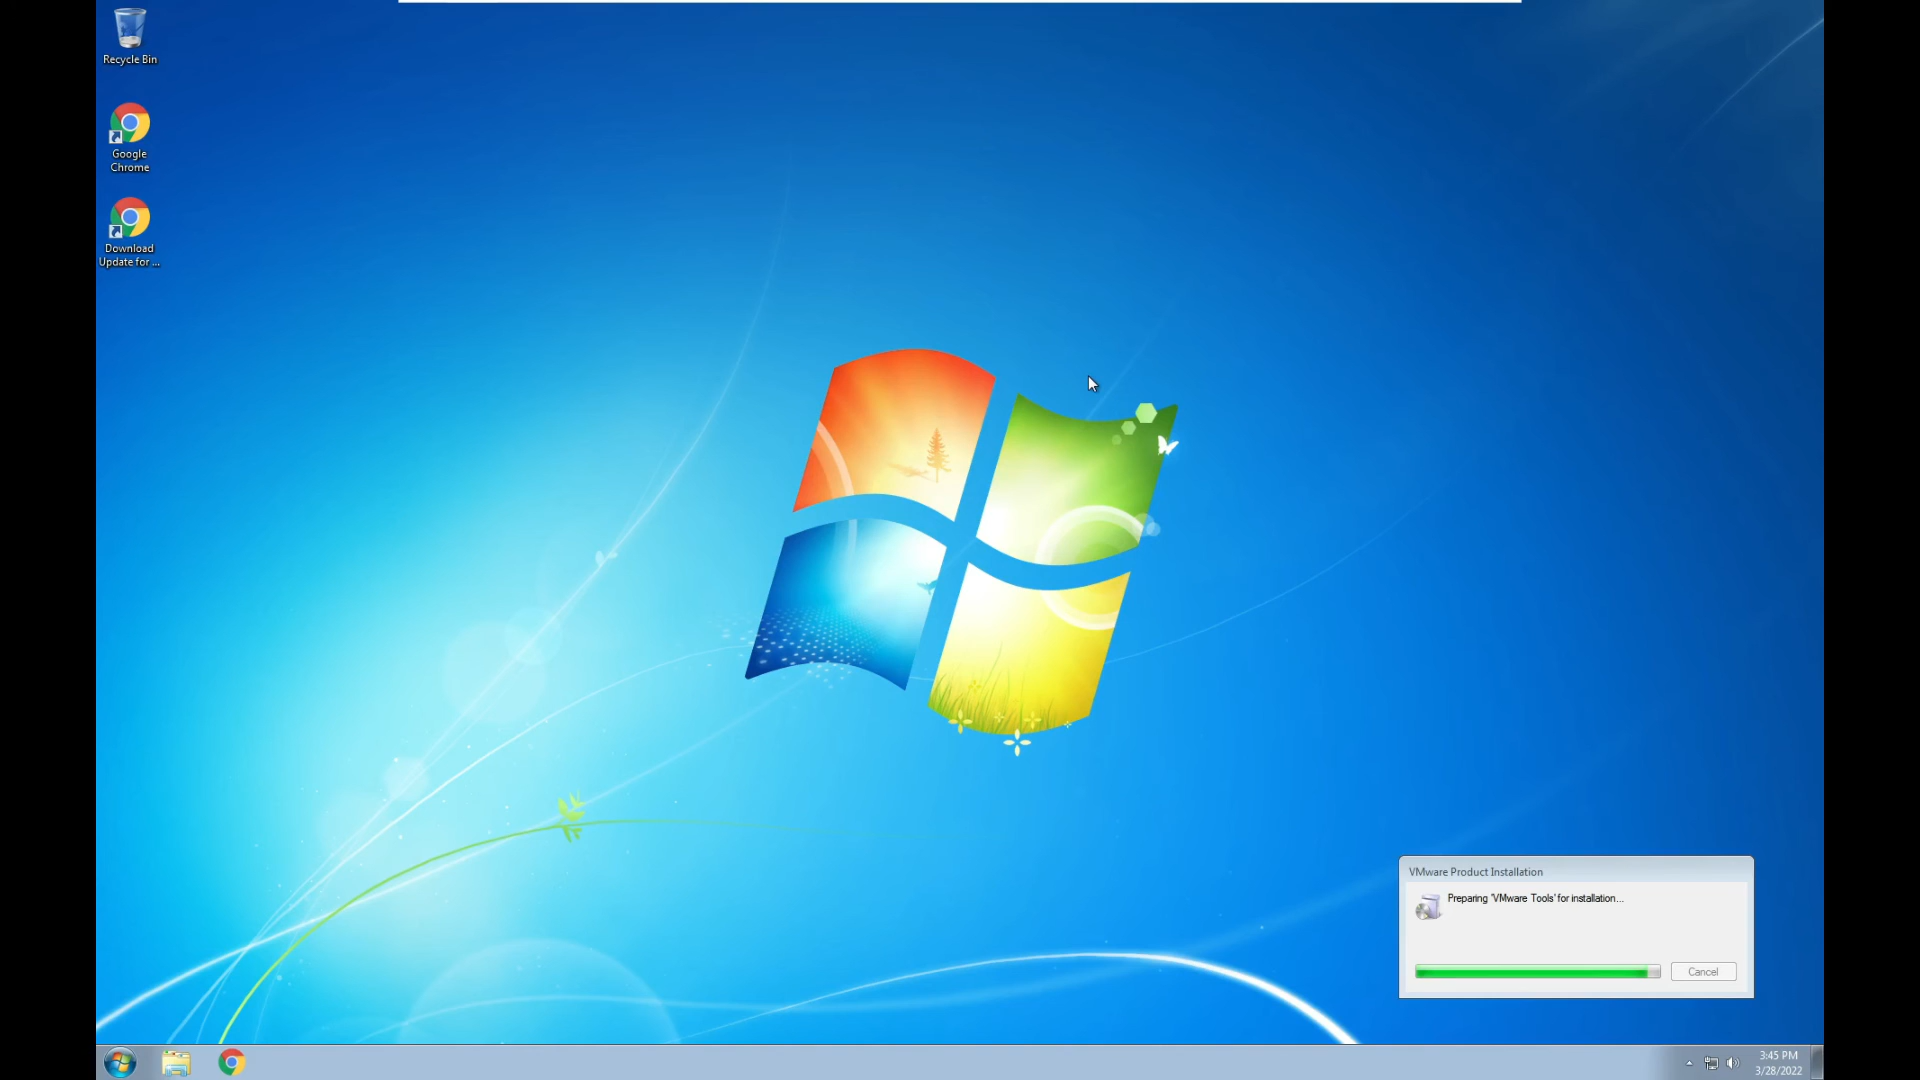 Recycle Bin
Google
Chrome
Download
Update for ...
VMware Product Installation
Preparing 'VMware Tools' for installation...
Cancel
3:45 PM
3/28/2022